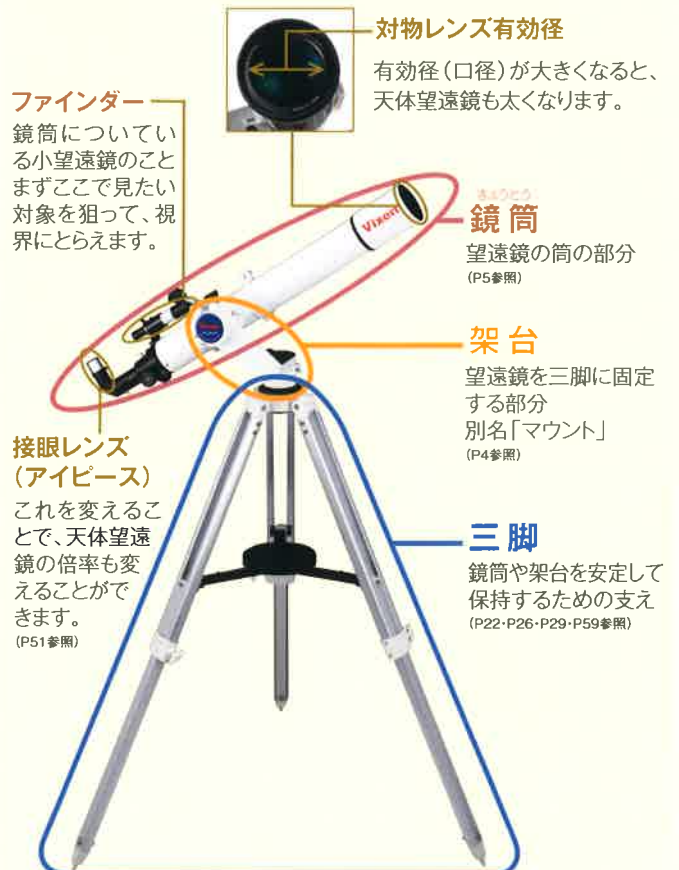 対物レンズ有効径
有効径(口径)が大きくなると、
天体望遠鏡も太くなります。
ファインダー
鏡筒についてい
る小望遠鏡のこと
まずここで見たい
対象を狙って、視
界にとらえます。
Vixen
きょうとう
鏡筒
望遠鏡の筒の部分
(P5参照)
架台
望遠鏡を三脚に固定
する部分
別名「マウント」
(P4参照)
接眼レンズ
(アイピース)
これを変えるこ
とで、天体望遠
鏡の倍率も変
えることがで
きます。
(P51参照)
三脚
鏡筒や架台を安定して
保持するための支え
(P22・P26・P29・P59参照)